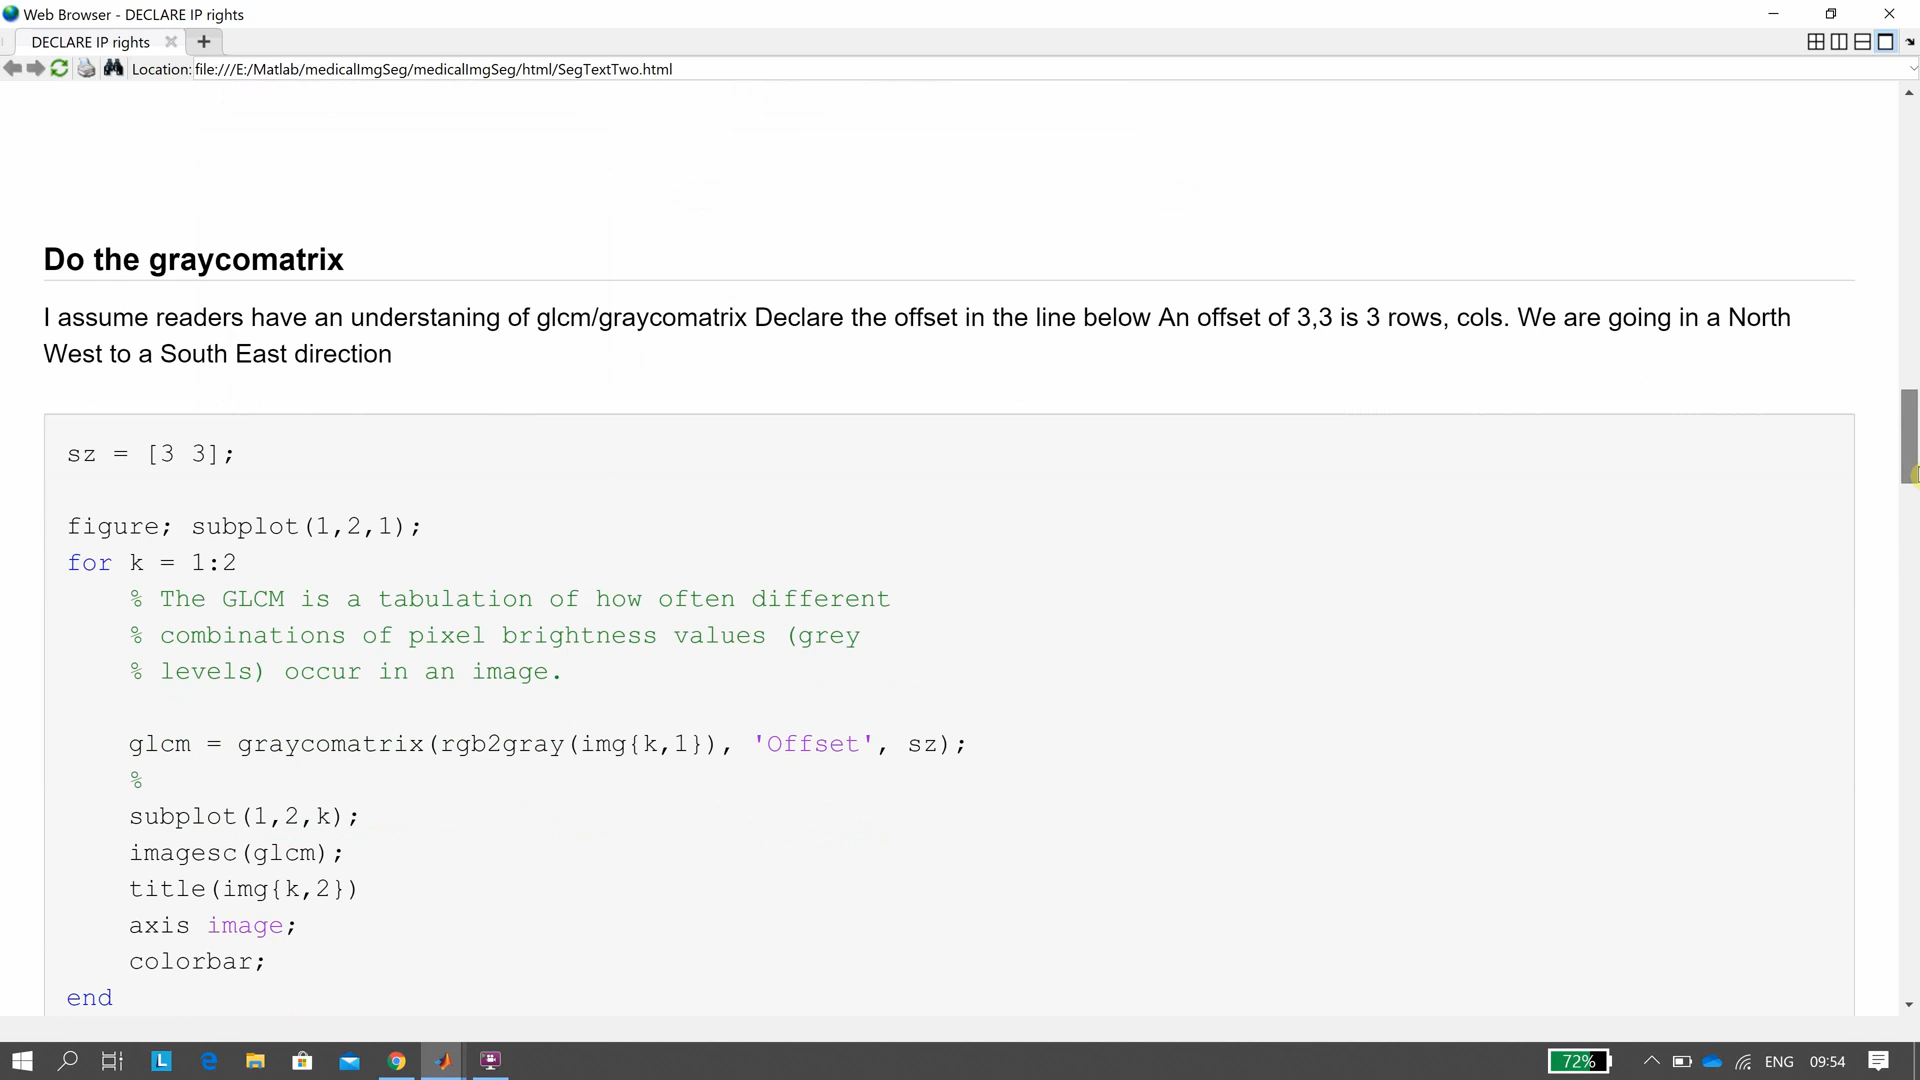 Web Browser - DECLARE IP rights
DECLARE IP rights
Location: file:///E:/Matlab/medicalImgSeg/medicalImgSeg/html/SegTextTwo.html
Do the graycomatrix
I assume readers have an understaning of glcm/graycomatrix Declare the offset in the line below An offset of 3,3 is 3 rows, cols. We are going in a North
West to a South East direction
sz = [3 3];
figure; subplot(1,2,1);
for k = 1:2
% The GLCM is a tabulation of how often different
% combinations of pixel brightness values (grey
% levels) occur in an image.
glcm = graycomatrix(rgb2gray(img{k,1}), 'Offset', sz);
%
subplot(1,2,k);
imagesc(glcm);
title(img{k,2})
axis image;
colorbar;
end
L
72%
ENG
09:54